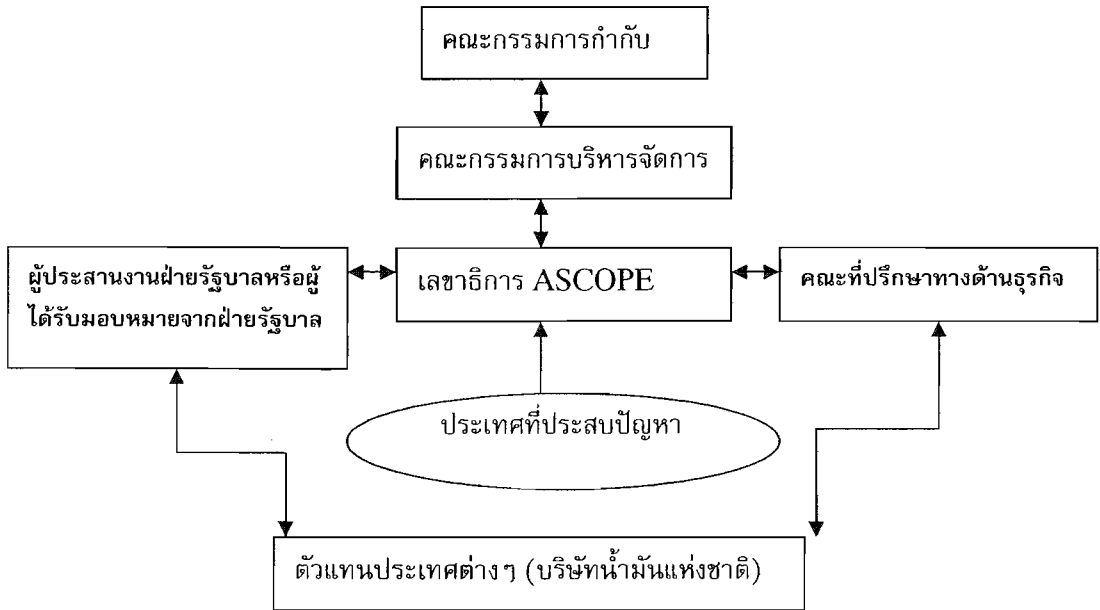 คณะกรรมการกำกับ
คณะกรรมการบริหารจัดการ
ผู้ประสานงานฝ่ายรัฐบาลหรือผู้
ได้รับมอบหมายจากฝ่ายรัฐบาล
เลขาธิการ ASCOPE
คณะที่ปรึกษาทางด้านธุรกิจ
ประเทศที่ประสบปัญหา
ตัวแทนประเทศต่างๆ (บริษัทน้ำมันแห่งชาติ)